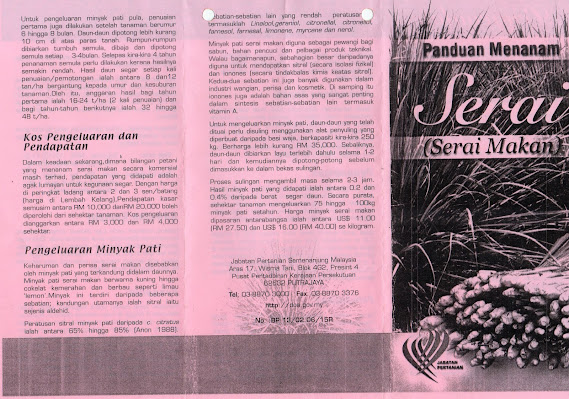 Untuk pengeluaran minyak pati pula, penuaian
pertama juga dilakukan setelah tanaman berumur
6 hingga 9 bulan. Daun-daun dipotong lebih kurang
10 cm di atas paras tanah. Rumpun-rumpun
dibiarkan tumbuh semula, dibaja dan dipotong
semula setiap 3-4bulan. Selepas kira-kira 4 tahun
penanaman semula perlu dilakukan kerana hasilnya
semakin rendah. Hasil daun segar setiap kali
penuaian/pemotongan ialah antara 8 dan12
tan/ha bergantung kepada umur dan kesuburan
tanaman.Oleh itu, anggaran hasil bagi tahun
pertama ialah 16-24 t/ha (2 kali penuaian) dan
bagi tahun-tahun berikutnya ialah 32 hingga
48 t/ha.
Kos Pengeluaran dan
Pendapatan
Dalam keadaan sekarang,dimana bilangan petani
yang menanam serai makan secara komersial
masih terhad, pendapatan yang didapati adalah
agak lumayan untuk kegunaan segar. Dengan harga
di peringkat ladang antara 2 dan 3 sen/batang
(harga di Lembah Kelang),Pendapatan kasar
semusim antara RM 10,000 danRM 20,000 boleh
diperolehi dari sehektar tanaman. Kos pengeluaran
dianggarkan antara RM 3,000 dan RM 4,000
sehektar.
Pengeluaran Minyak Pati
Keharuman dan perisa serai makan disebabkan
oleh minyak pati yang terkandung didalam daunnya.
Minyak pati serai makan berwarna kuning hingga
coklat kemerahan dan berbau seperti limau
'lemon'.Minyak ini terdiri daripada beberapa
sebatian; kandungan utamanya ialah sitral iaitu
sejenis aldehid.
Peratusan sitral minyak pati daripada c. citratus
ialah antara 65% hingga 85% (Anon 1986).
Sebatian-sebatian lain yang rendah peratusan
termasuklah Linabol,geraniol, citronellal, citronellol,
farnesol, farnesal, limonene, myrcene dan nerol.
Minyak pati serai makan diguna sebagai pewangi bagi
sabun, bahan pencuci dan pelbagai produk teknikal.
Walau bagaimanapun, sebahagian besar daripadanya
diguna untuk mendapatkan sitral (secara isolasi fizikal)
dan ionones (secara tindakbalas kimia keatas sitral).
Kedua-dua sebatian ini juga banyak digunakan dalam
industri wangian, perisa dan kosmetik. Di samping itu
ionones juga adalah bahan asas yang sangat penting
dalam sintesis sebatian-sebatian lain termasuk
vitamin A.
Untuk mengeluarkan minyak pati, daun-daun yang telah
dituai perlu disuling menggunakan alat penyuling yang
diperbuat daripada besi waja, berkapasiti kira-kira 250
kg. Berharga lebih kurang RM 35,000. Sebaliknya,
daun-daun dibiarkan layu terlebih dahulu selama 1-2
hari dan kemudiannya dipotong-potong sebelum
dimasukkan ke dalam bekas sulingan.
Proses sulingan mengambil masa selama 2-3 jam.
Hasil minyak pati yang didapati ialah antara 0.2 dan
0.4% daripada berat segar daun. Secara purata,
sehektar tanaman mengeluarkan 75 hingga 100kg
minyak pati setahun. Harga minyak serai makan
dipasaran antarabangsa ialah antara US$ 11.00
(RM 27.50) dan US$ 16.00 (RM 40.00) se kilogram
Jabatan Pertanian Semenanjung Malaysia
Aras 17, Wisma Tani, Blok 4G2, Presint 4
Pusat Pentadbiran Kerajaan Persekutuan
62632 PUTRAJAYA
Tel. 03-8870 3000 Fax. 03-8870 3376
http://doa.gov.my
No: BP 12/02.06/15R
Panduan Menanam
Serai
(Serai Makan)
JABATAN
PERTANIAN